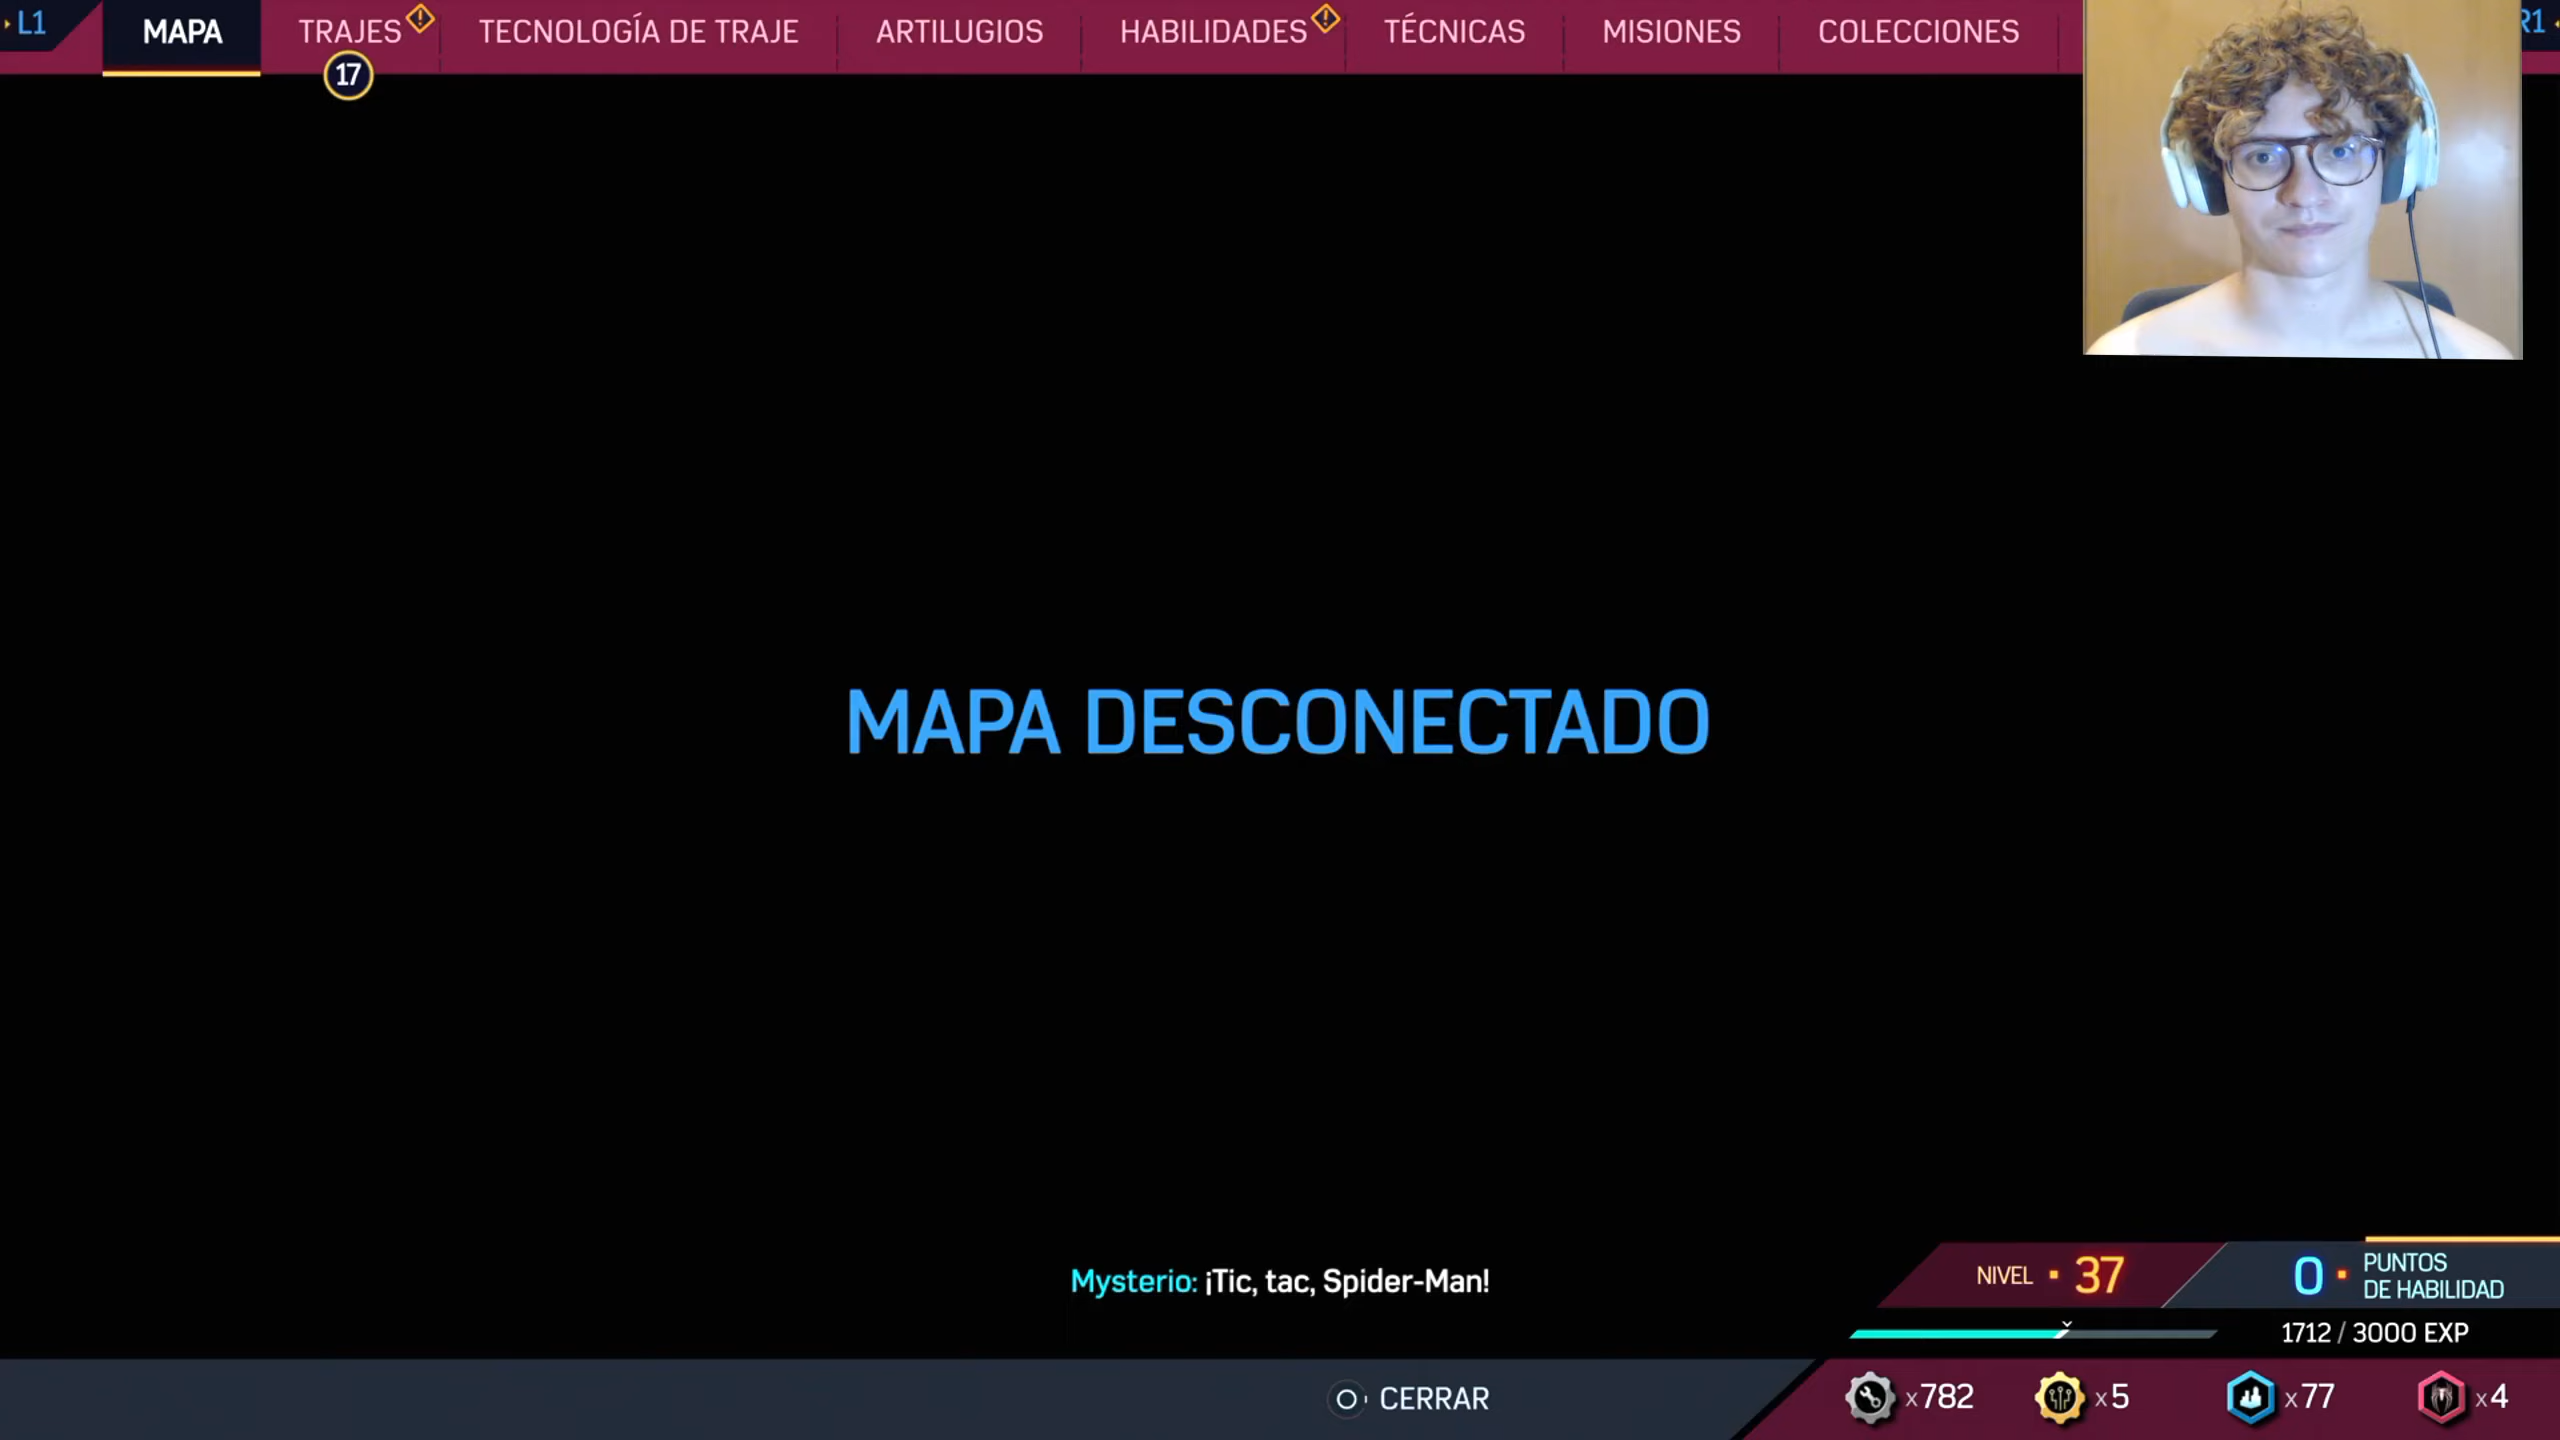 L1
MAPA
TRAJES
TECNOLOGÍA DE TRAJE
ARTILUGIOS
HABILIDADES
TÉCNICAS
MISIONES
COLECCIONES
R1
17
MAPA DESCONECTADO
Mysterio: ¡Tic, tac, Spider-Man!
NIVEL 37
0 PUNTOS
DE HABILIDAD
1712 / 3000 EXP
CERRAR
x782
x5
x77
x4